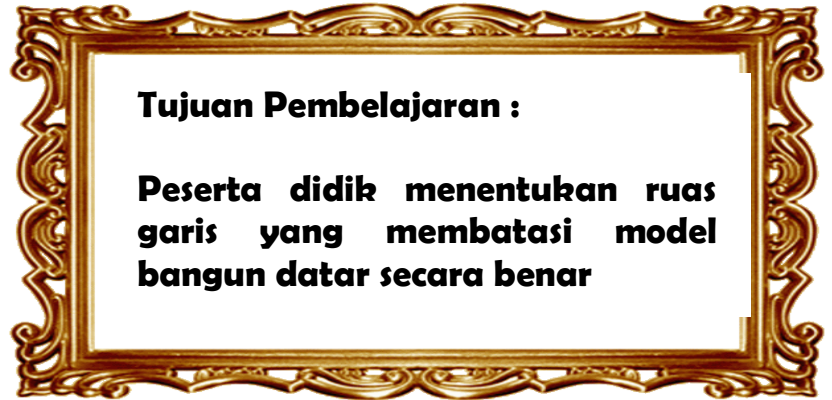 Tujuan Pembelajaran :
Peserta didik menentukan ruas
garis yang membatasi model
bangun datar secara benar